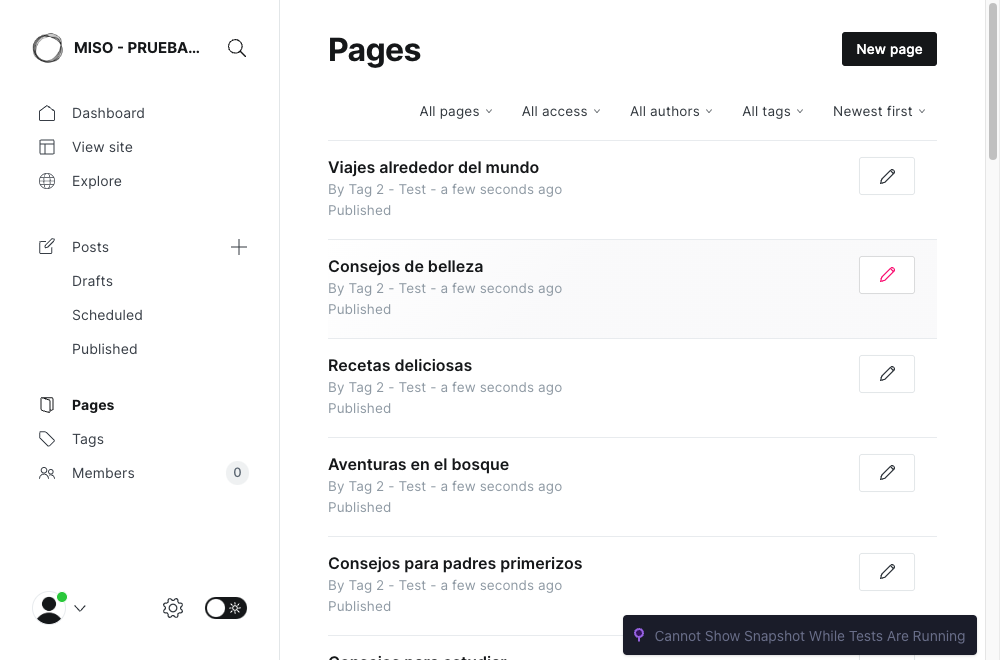 MISO - PRUEBA...
Dashboard
View site
Explore
Posts
Drafts
Scheduled
Published
Pages
Tags
Members
0
Pages
New page
All pages
All access
All authors
All tags
Newest first
Viajes alrededor del mundo
By Tag 2 - Test - a few seconds ago
Published
Consejos de belleza
By Tag 2 - Test - a few seconds ago
Published
Recetas deliciosas
By Tag 2 - Test - a few seconds ago
Published
Aventuras en el bosque
By Tag 2 - Test - a few seconds ago
Published
Consejos para padres primerizos
By Tag 2 - Test - a few seconds ago
Published
Consejos para estudiar
Cannot Show Snapshot While Tests Are Running